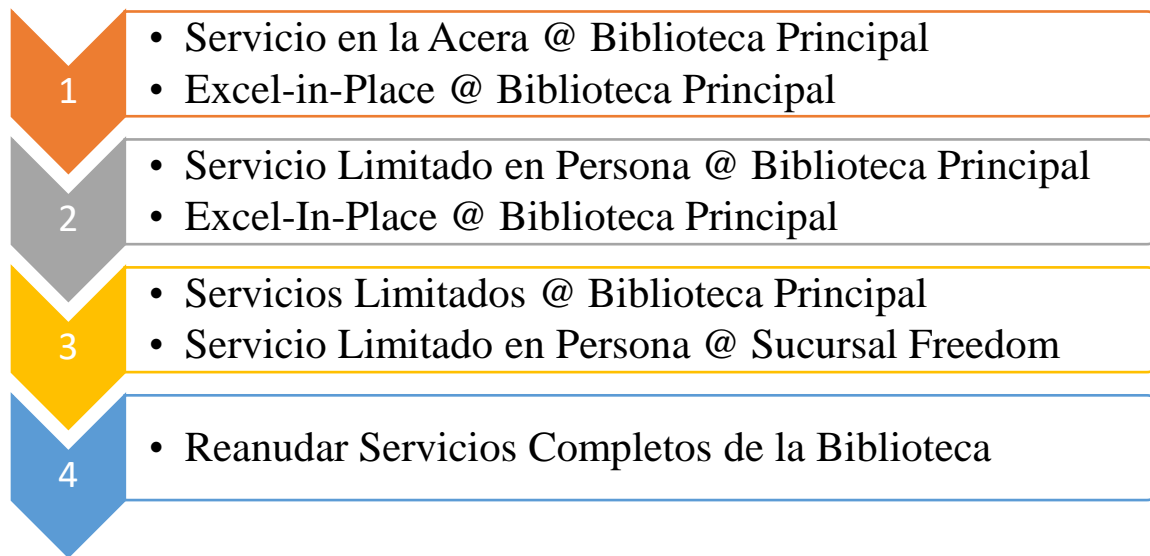 1
• Servicio en la Acera @ Biblioteca Principal
• Excel-in-Place @ Biblioteca Principal
2
• Servicio Limitado en Persona @ Biblioteca Principal
• Excel-In-Place @ Biblioteca Principal
3
• Servicios Limitados @ Biblioteca Principal
• Servicio Limitado en Persona @ Sucursal Freedom
4
• Reanudar Servicios Completos de la Biblioteca